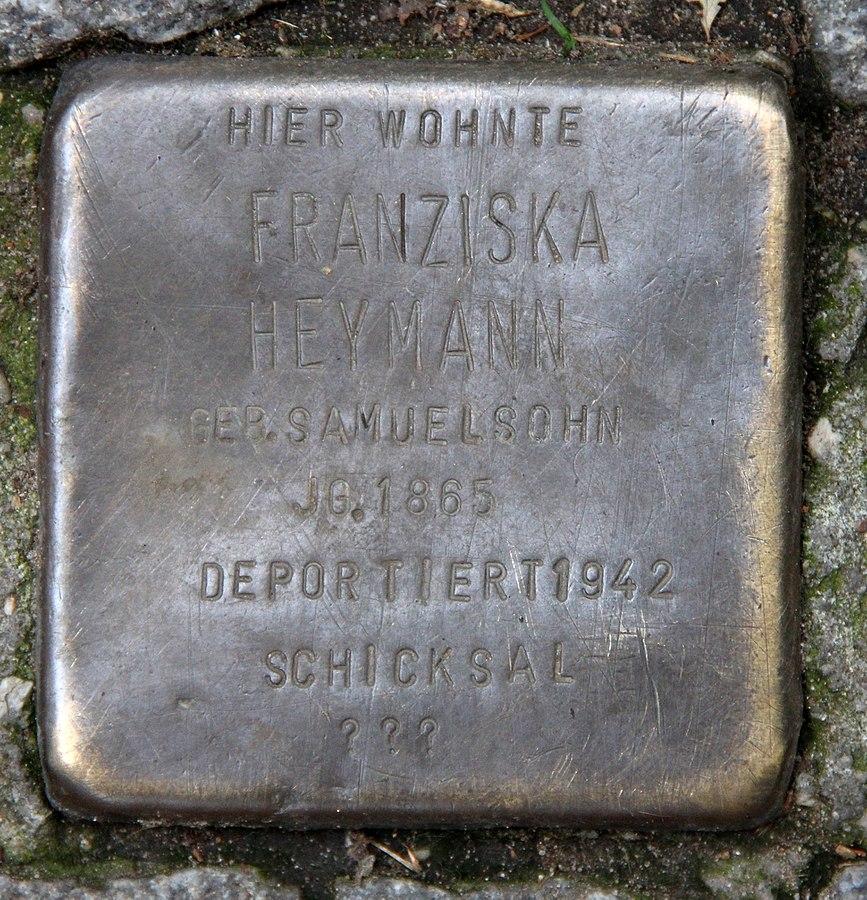 HIER WOHNTE
FRANZISKA
HEYMANN
GEB. SAMUELSOHN
JG. 1865
DEPORTIERT 1942
SCHICKSAL
???